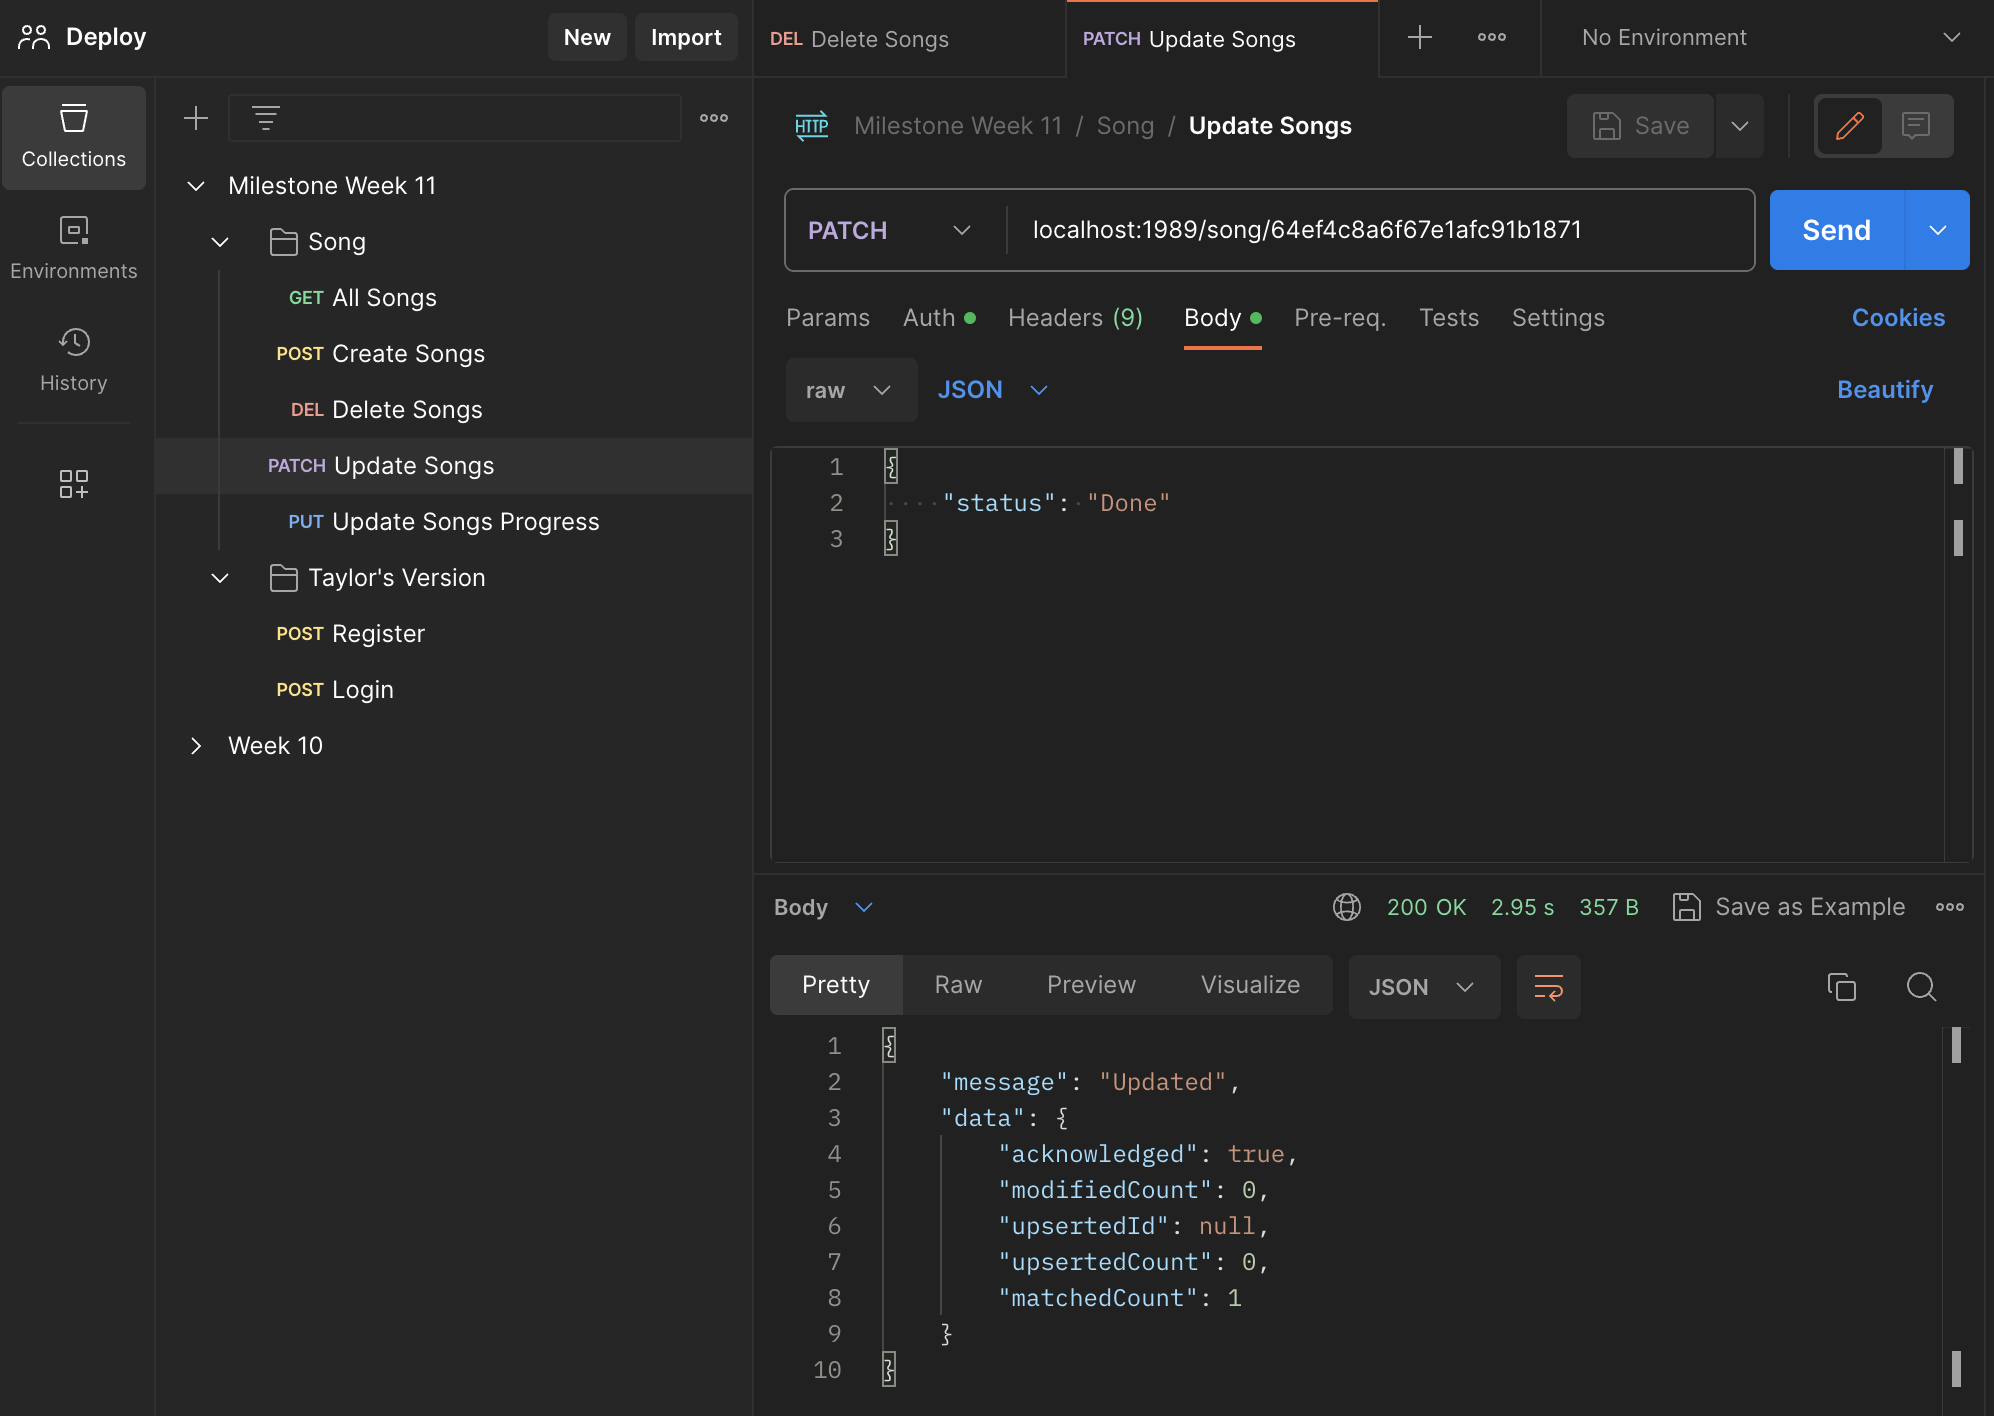 Deploy
New
Import
DEL Delete Songs
PATCH Update Songs
No Environment
Collections
Environments
History
Milestone Week 11
Song
GET All Songs
POST Create Songs
DEL Delete Songs
PATCH Update Songs
PUT Update Songs Progress
Taylor's Version
POST Register
POST Login
Week 10
HTTP
Milestone Week 11 / Song / Update Songs
Save
PATCH
localhost:1989/song/64ef4c8a6f67e1afc91b1871
Send
Params Auth Headers (9) Body Pre-req. Tests Settings
Cookies
raw
JSON
Beautify
1 {
2 "status": "Done"
3 }
Body
200 OK 2.95 s 357 B
Save as Example
Pretty Raw Preview Visualize
JSON
1 {
2 "message": "Updated",
3 "data": {
4 "acknowledged": true,
5 "modifiedCount": 0,
6 "upsertedId": null,
7 "upsertedCount": 0,
8 "matchedCount": 1
9 }
10 }